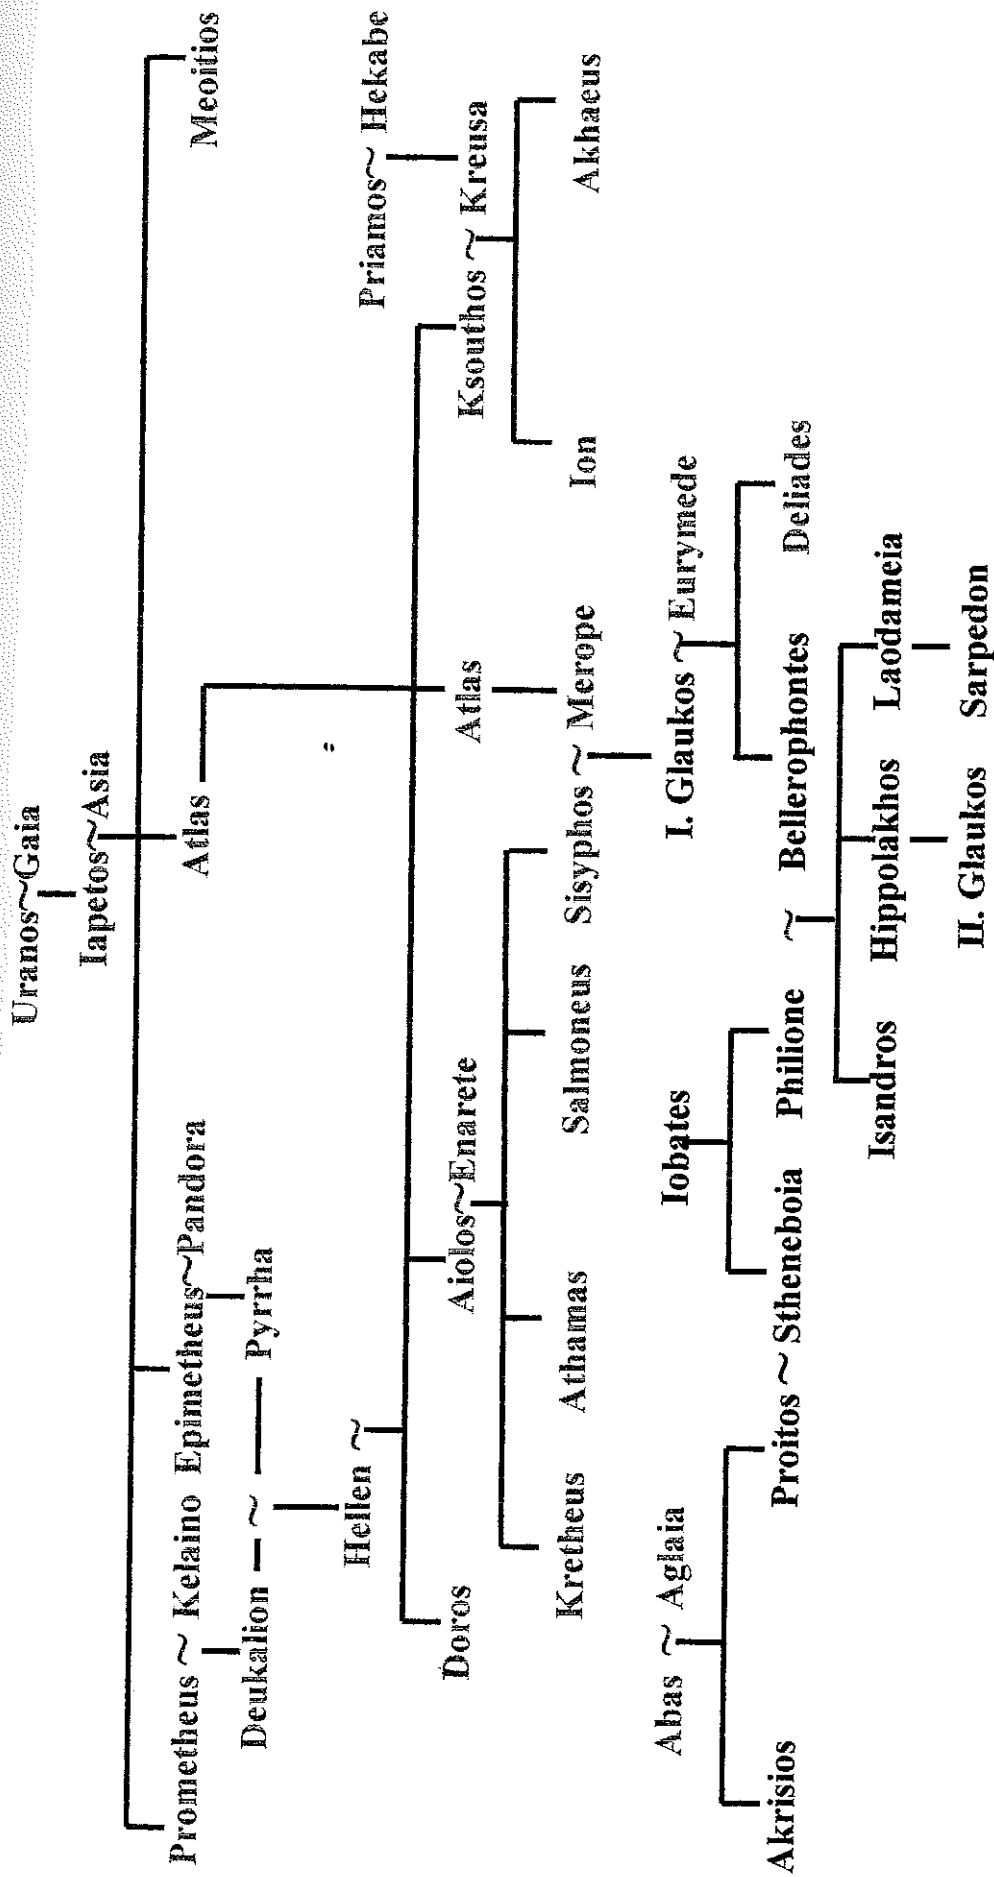 Uranos~Gaia
Iapetos~Asia
Prometheus ~ Kelaino Epimetheus~Pandora Atlas Meoitios
Deukalion ~ Pyrrha
Hellen ~ Priamos~ Hekabe
Doros Aiolos~Enarete Atlas Ksouthos ~ Kreusa
Kretheus Athamas Salmoneus Sisyphos ~ Merope Ion Akhaeus
Abas ~ Aglaia Iobates I. Glaukos ~ Eurymede
Akrisios Proitos ~ Stheneboia Philione ~ Bellerophontes Deliades
Isandros Hippolakhos Laodameia
II. Glaukos Sarpedon